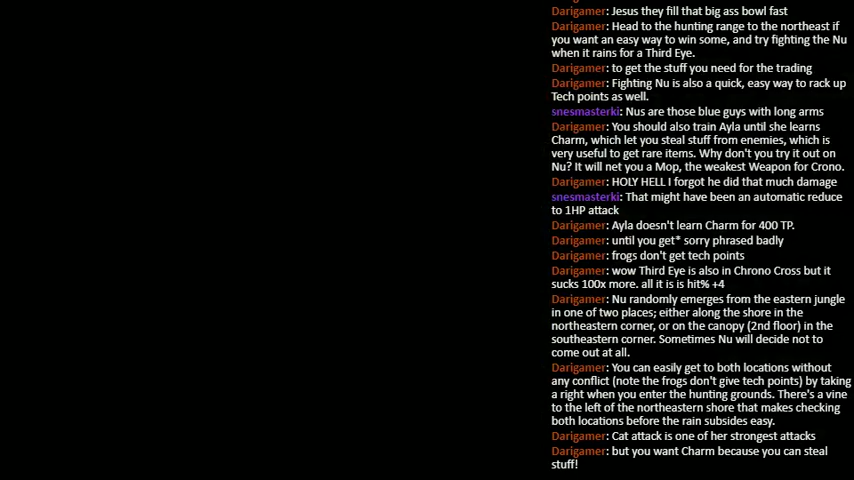 Darigamer: Jesus they fill that big ass bowl fast
Darigamer: Head to the hunting range to the northeast if
you want an easy way to win some, and try fighting the Nu
when it rains for a Third Eye.
Darigamer: to get the stuff you need for the trading
Darigamer: Fighting Nu is also a quick, easy way to rack up
Tech points as well.
snesmasterki: Nus are those blue guys with long arms
Darigamer: You should also train Ayla until she learns
Charm, which let you steal stuff from enemies, which is
very useful to get rare items. Why don't you try it out on
Nu? It will net you a Mop, the weakest Weapon for Crono.
Darigamer: HOLY HELL I forgot he did that much damage
snesmasterki: That might have been an automatic reduce
to 1HP attack
Darigamer: Ayla doesn't learn Charm for 400 TP.
Darigamer: until you get* sorry phrased badly
Darigamer: frogs don't get tech points
Darigamer: wow Third Eye is also in Chrono Cross but it
sucks 100x more. all it is is hit% +4
Darigamer: Nu randomly emerges from the eastern jungle
in one of two places; either along the shore in the
northeastern corner, or on the canopy (2nd floor) in the
southeastern corner. Sometimes Nu will decide not to
come out at all.
Darigamer: You can easily get to both locations without
any conflict (note the frogs don't give tech points) by taking
a right when you enter the hunting grounds. There's a vine
to the left of the northeastern shore that makes checking
both locations before the rain subsides easy.
Darigamer: Cat attack is one of her strongest attacks
Darigamer: but you want Charm because you can steal
stuff!